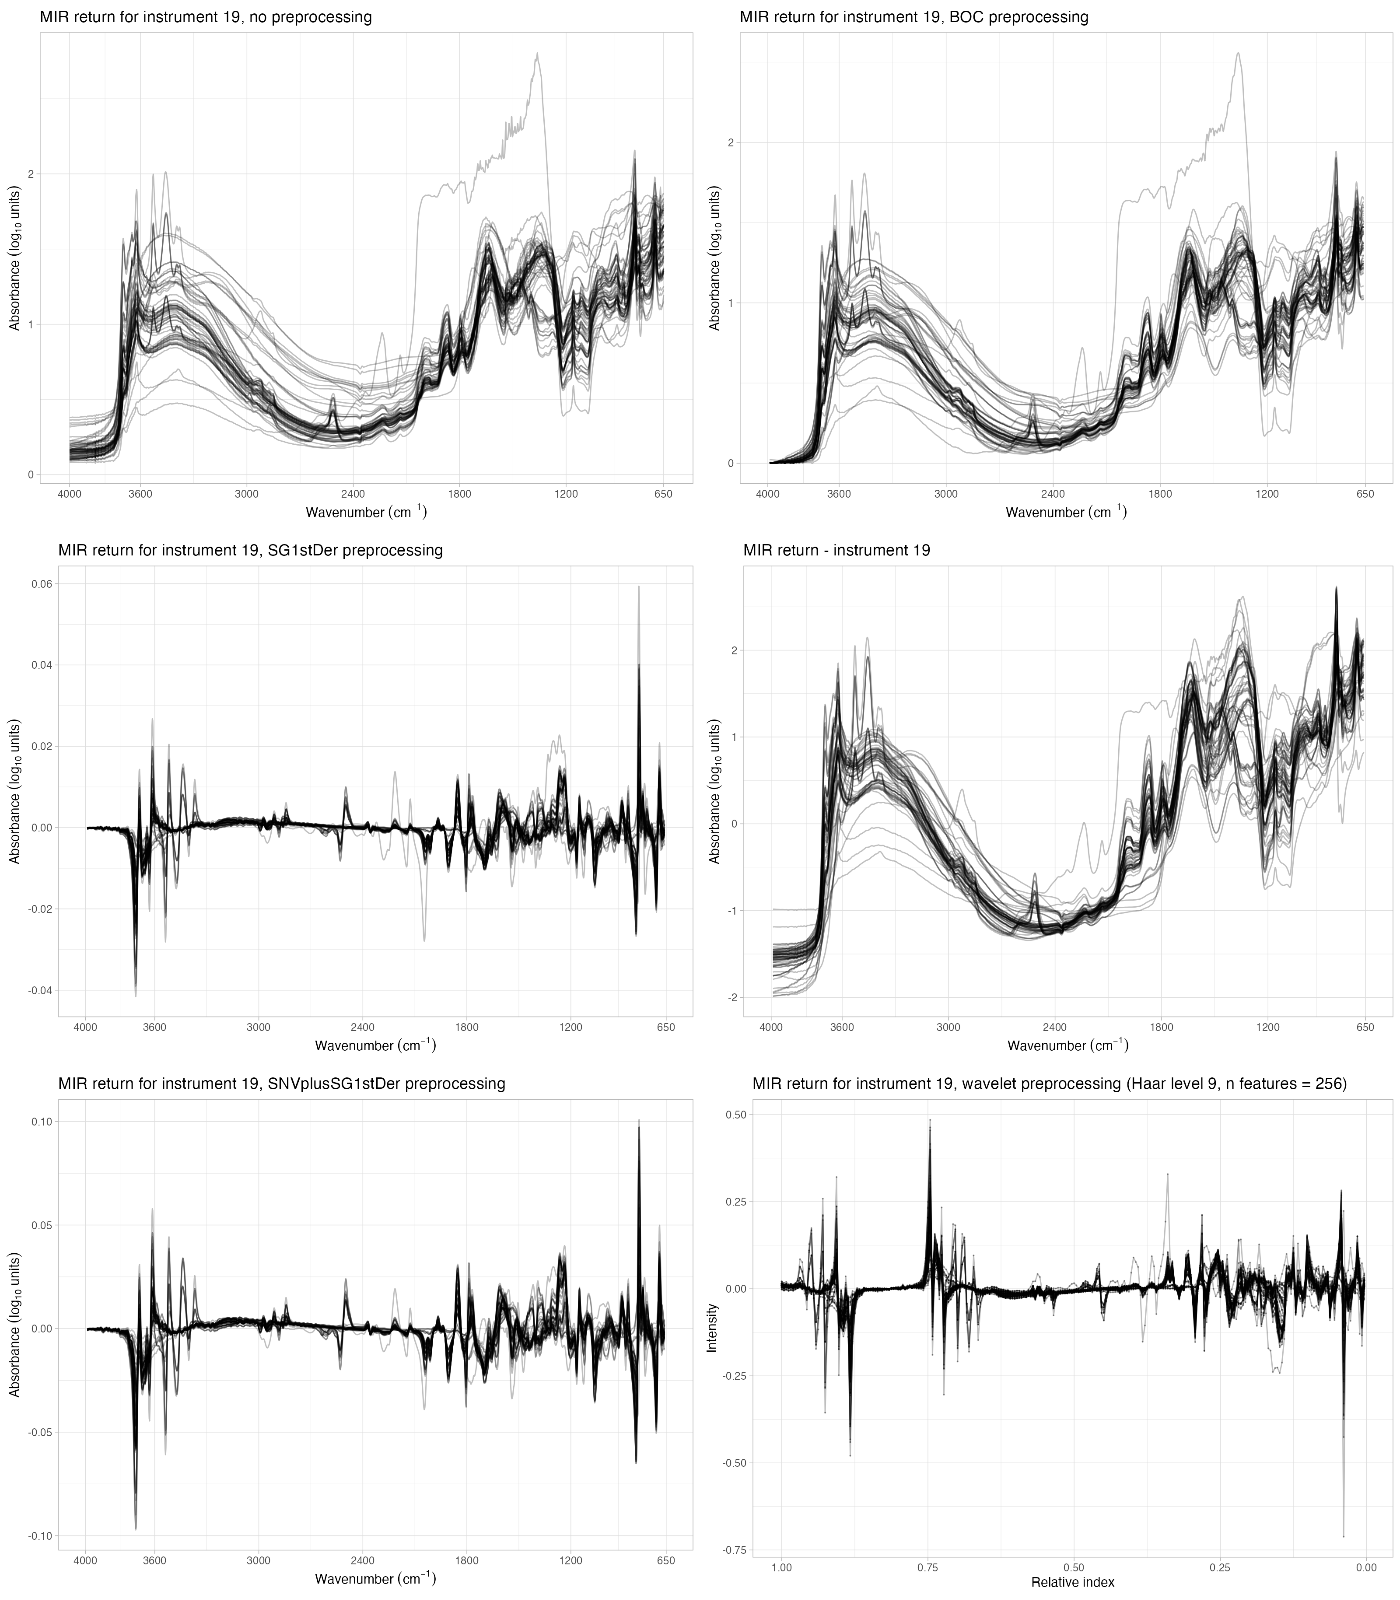 MIR return for instrument 19, no preprocessing
Absorbance (log10 units)
2
1
0
4000 3600 3000 2400 1800 1200 650
Wavenumber (cm 1)
MIR return for instrument 19, BOC preprocessing
Absorbance (log10 units)
2
1
0
4000 3600 3000 2400 1800 1200 650
Wavenumber (cm 1)
MIR return for instrument 19, SG1stDer preprocessing
Absorbance (log10 units)
0.06
0.04
0.02
0.00
-0.02
-0.04
4000 3600 3000 2400 1800 1200 650
Wavenumber (cm−1)
MIR return - instrument 19
Absorbance (log10 units)
2
1
0
-1
-2
4000 3600 3000 2400 1800 1200 650
Wavenumber (cm−1)
MIR return for instrument 19, SNVplusSG1stDer preprocessing
Absorbance (log10 units)
0.10
0.05
0.00
-0.05
-0.10
4000 3600 3000 2400 1800 1200 650
Wavenumber (cm−1)
MIR return for instrument 19, wavelet preprocessing (Haar level 9, n features = 256)
Intensity
0.50
0.25
0.00
-0.25
-0.50
-0.75
1.00 0.75 0.50 0.25 0.00
Relative index